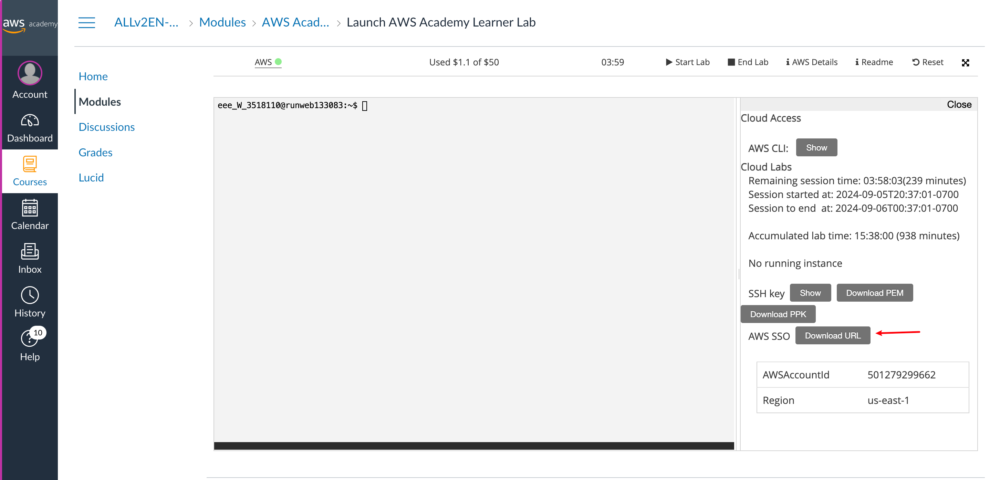 aws academy
Account
Dashboard
Courses
Calendar
Inbox
History
10
Help
ALLv2EN-... > Modules > AWS Acad... > Launch AWS Academy Learner Lab
Home
Modules
Discussions
Grades
Lucid
AWS Used $1.1 of $50 03:59 Start Lab End Lab AWS Details Readme Reset
eee_W_3518110@runweb133083:~$
Close
Cloud Access
AWS CLI: Show
Cloud Labs
Remaining session time: 03:58:03(239 minutes)
Session started at: 2024-09-05T20:37:01-0700
Session to end at: 2024-09-06T00:37:01-0700
Accumulated lab time: 15:38:00 (938 minutes)
No running instance
SSH key Show Download PEM
Download PPK
AWS SSO Download URL
AWSAccountId 501279299662
Region us-east-1